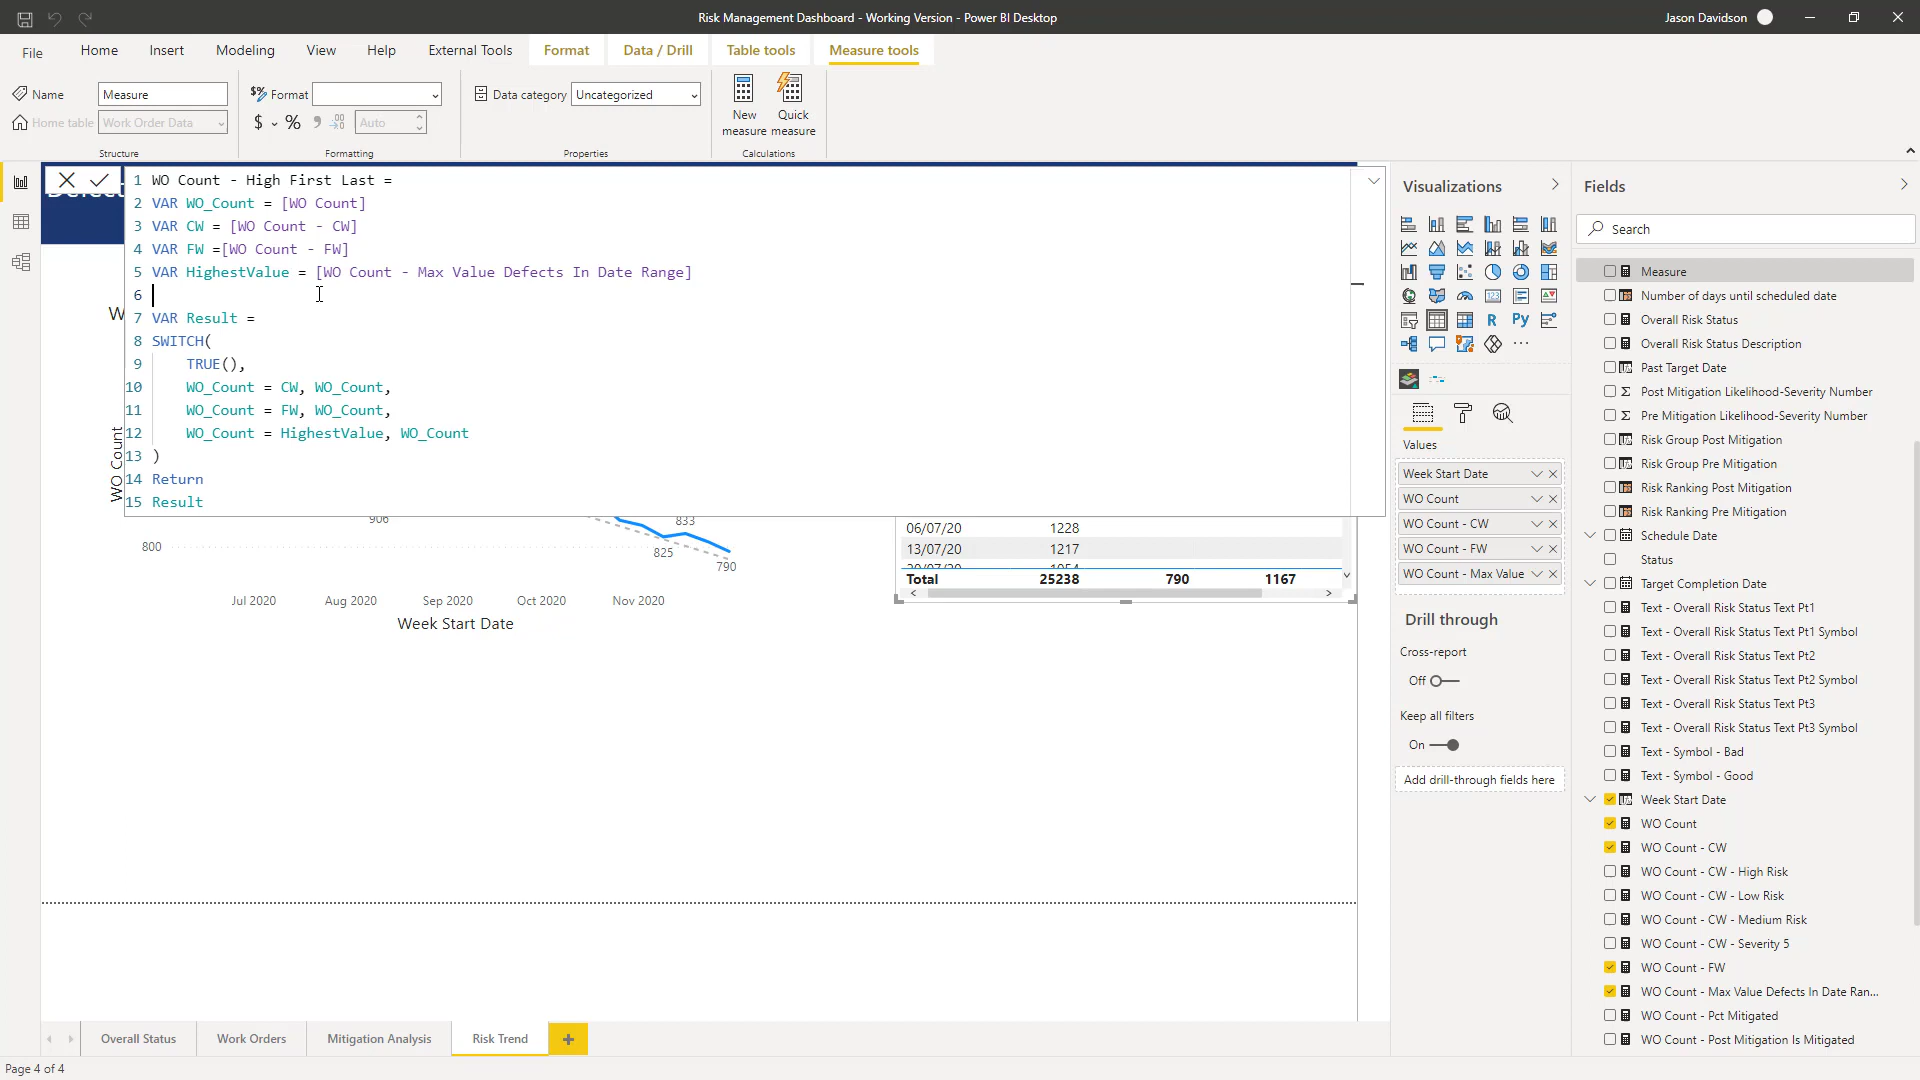 Risk Management Dashboard - Working Version - Power BI Desktop
Jason Davidson
File Home Insert Modeling View Help External Tools Format Data / Drill Table tools Measure tools
Name Measure
Home table Work Order Data
Structure
$% Format
$ % 9 .00 Auto
Formatting
Data category Uncategorized
Properties
New measure
Quick measure
Calculations
1 WO Count - High First Last =
2 VAR WO_Count = [WO Count]
3 VAR CW = [WO Count - CW]
4 VAR FW =[WO Count - FW]
5 VAR HighestValue = [WO Count - Max Value Defects In Date Range]
6
7 VAR Result =
8 SWITCH(
9 TRUE(),
10 WO_Count = CW, WO_Count,
11 WO_Count = FW, WO_Count,
12 WO_Count = HighestValue, WO_Count
13 )
14 Return
15 Result
W
WO Count
906
833
800
825
790
Jul 2020 Aug 2020 Sep 2020 Oct 2020 Nov 2020
Week Start Date
06/07/20 1228
13/07/20 1217
20/07/20 1054
Total 25238 790 1167
Visualizations
R Py
Values
Week Start Date
WO Count
WO Count - CW
WO Count - FW
WO Count - Max Value
Drill through
Cross-report
Off
Keep all filters
On
Add drill-through fields here
Fields
Search
Measure
Number of days until scheduled date
Overall Risk Status
Overall Risk Status Description
Past Target Date
Post Mitigation Likelihood-Severity Number
Pre Mitigation Likelihood-Severity Number
Risk Group Post Mitigation
Risk Group Pre Mitigation
Risk Ranking Post Mitigation
Risk Ranking Pre Mitigation
Schedule Date
Status
Target Completion Date
Text - Overall Risk Status Text Pt1
Text - Overall Risk Status Text Pt1 Symbol
Text - Overall Risk Status Text Pt2
Text - Overall Risk Status Text Pt2 Symbol
Text - Overall Risk Status Text Pt3
Text - Overall Risk Status Text Pt3 Symbol
Text - Symbol - Bad
Text - Symbol - Good
Week Start Date
WO Count
WO Count - CW
WO Count - CW - High Risk
WO Count - CW - Low Risk
WO Count - CW - Medium Risk
WO Count - CW - Severity 5
WO Count - FW
WO Count - Max Value Defects In Date Ran...
WO Count - Pct Mitigated
WO Count - Post Mitigation Is Mitigated
Overall Status Work Orders Mitigation Analysis Risk Trend +
Page 4 of 4